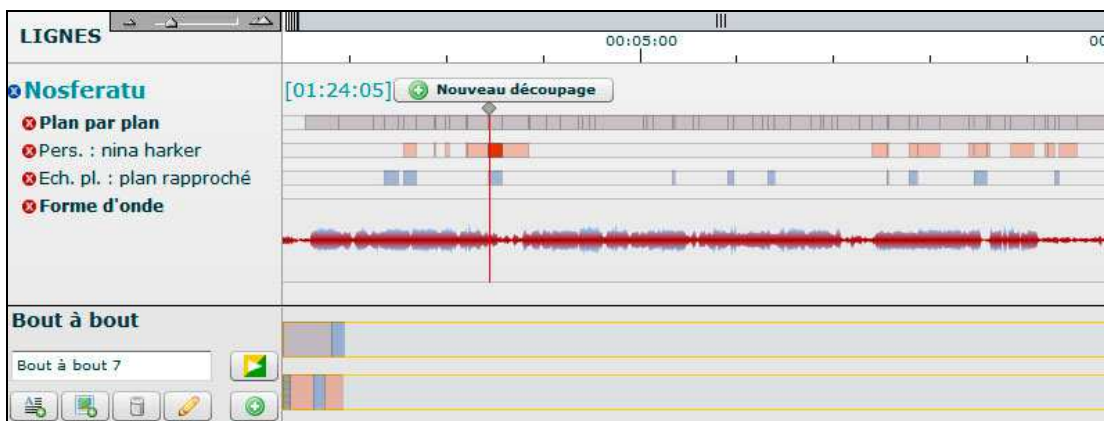 LIGNES
00:05:00
00
Nosferatu
[01:24:05]
Nouveau découpage
Plan par plan
Pers. : nina harker
Ech. pl. : plan rapproché
Forme d'onde
Bout à bout
Bout à bout 7